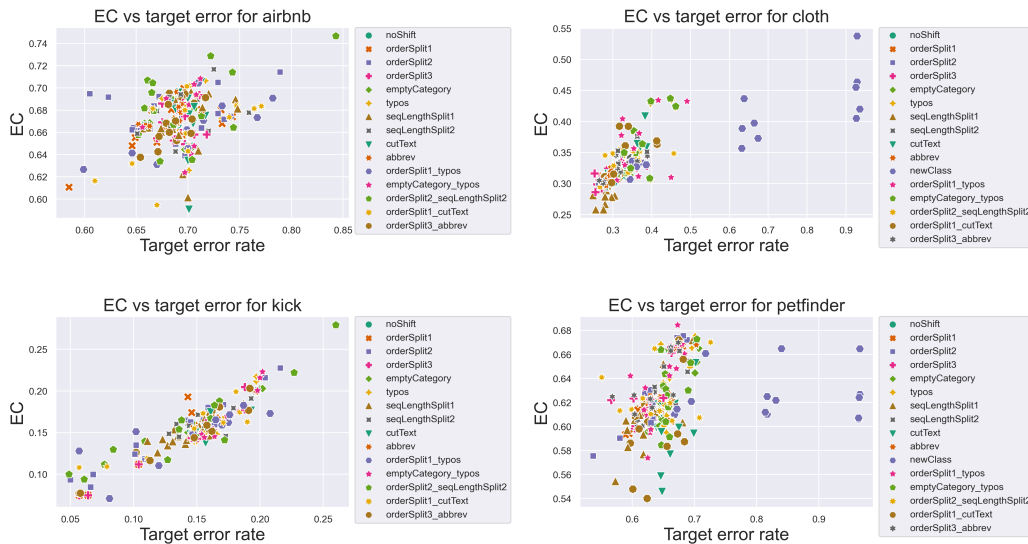 EC vs target error for airbnb
EC
0.74
0.72
0.70
0.68
0.66
0.64
0.62
0.60
0.60
0.65
0.70
0.75
0.80
0.85
Target error rate
noShift
orderSplit1
orderSplit2
orderSplit3
emptyCategory
typos
seqLengthSplit1
seqLengthSplit2
cutText
abbrev
orderSplit1_typos
emptyCategory_typos
orderSplit2_seqLengthSplit2
orderSplit1_cutText
orderSplit3_abbrev
EC vs target error for cloth
EC
0.55
0.50
0.45
0.40
0.35
0.30
0.25
0.3
0.4
0.5
0.6
0.7
0.8
0.9
Target error rate
noShift
orderSplit1
orderSplit2
orderSplit3
emptyCategory
typos
seqLengthSplit1
seqLengthSplit2
cutText
abbrev
newClass
orderSplit1_typos
emptyCategory_typos
orderSplit2_seqLengthSplit2
orderSplit1_cutText
orderSplit3_abbrev
EC vs target error for kick
EC
0.25
0.20
0.15
0.10
0.05
0.10
0.15
0.20
0.25
Target error rate
noShift
orderSplit1
orderSplit2
orderSplit3
emptyCategory
typos
seqLengthSplit1
seqLengthSplit2
cutText
abbrev
orderSplit1_typos
emptyCategory_typos
orderSplit2_seqLengthSplit2
orderSplit1_cutText
orderSplit3_abbrev
EC vs target error for petfinder
EC
0.68
0.66
0.64
0.62
0.60
0.58
0.56
0.54
0.6
0.7
0.8
0.9
Target error rate
noShift
orderSplit1
orderSplit2
orderSplit3
emptyCategory
typos
seqLengthSplit1
seqLengthSplit2
cutText
abbrev
newClass
orderSplit1_typos
emptyCategory_typos
orderSplit2_seqLengthSplit2
orderSplit1_cutText
orderSplit3_abbrev